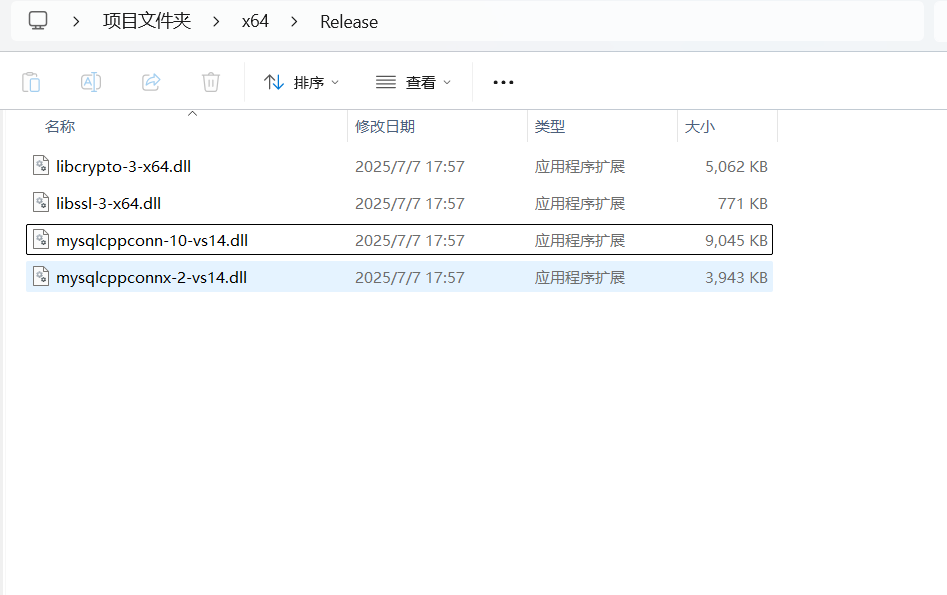 项目文件夹 x64 Release
排序 查看
名称 修改日期 类型 大小
libcrypto-3-x64.dll 2025/7/7 17:57 应用程序扩展 5,062 KB
libssl-3-x64.dll 2025/7/7 17:57 应用程序扩展 771 KB
mysqlcppconn-10-vs14.dll 2025/7/7 17:57 应用程序扩展 9,045 KB
mysqlcppconnx-2-vs14.dll 2025/7/7 17:57 应用程序扩展 3,943 KB